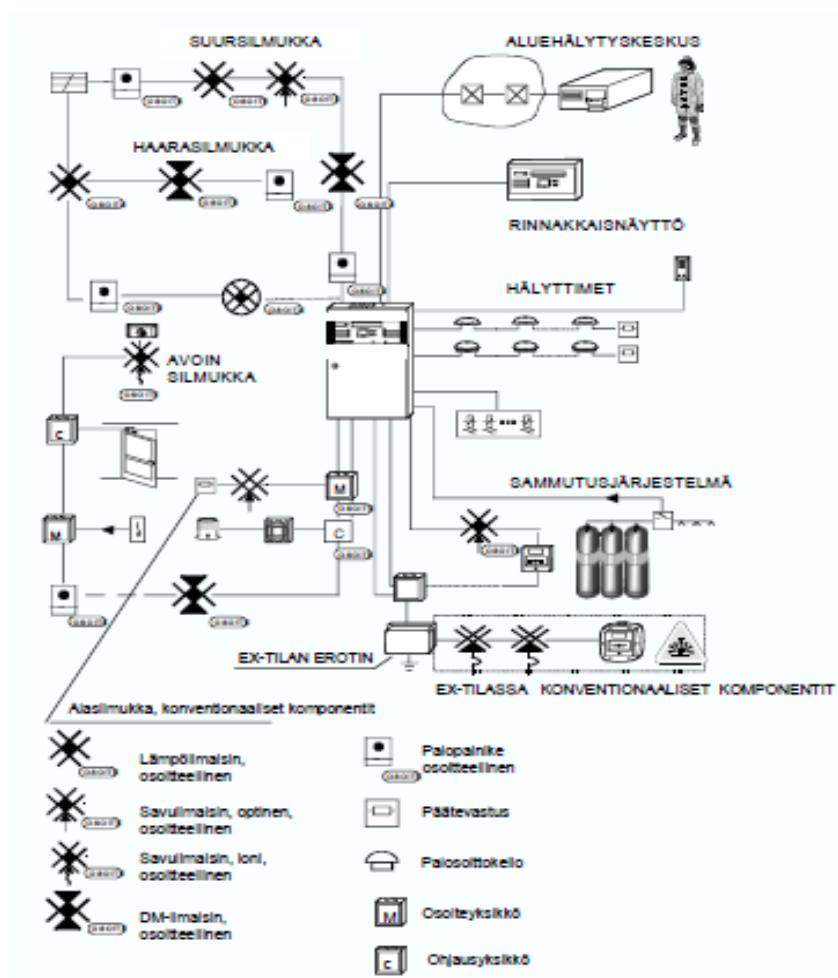 SUURSILMUKKA
ALUEHÄLYTYSKESKUS
HAARASILMUKKA
RINNAKKAISNÄYTTÖ
HÄLYTTIMET
AVOIN
SILMUKKA
C
M
M
C
SAMMUTUSJÄRJESTELMÄ
EX-TILAN EROTIN
EX-TILASSA KONVENTIONAALISET KOMPONENTIT
Alasilmukka, konventionaaliset komponentit
Lämpöilmaisin,
osoitteellinen
Savuilmaisin, optinen,
osoitteellinen
Savuilmaisin, ioni,
osoitteellinen
DM-ilmaisin,
osoitteellinen
Palopainike
osoitteellinen
Päätevastus
Palosoittokello
M
Osoiteyksikkö
C
Ohjausyksikkö